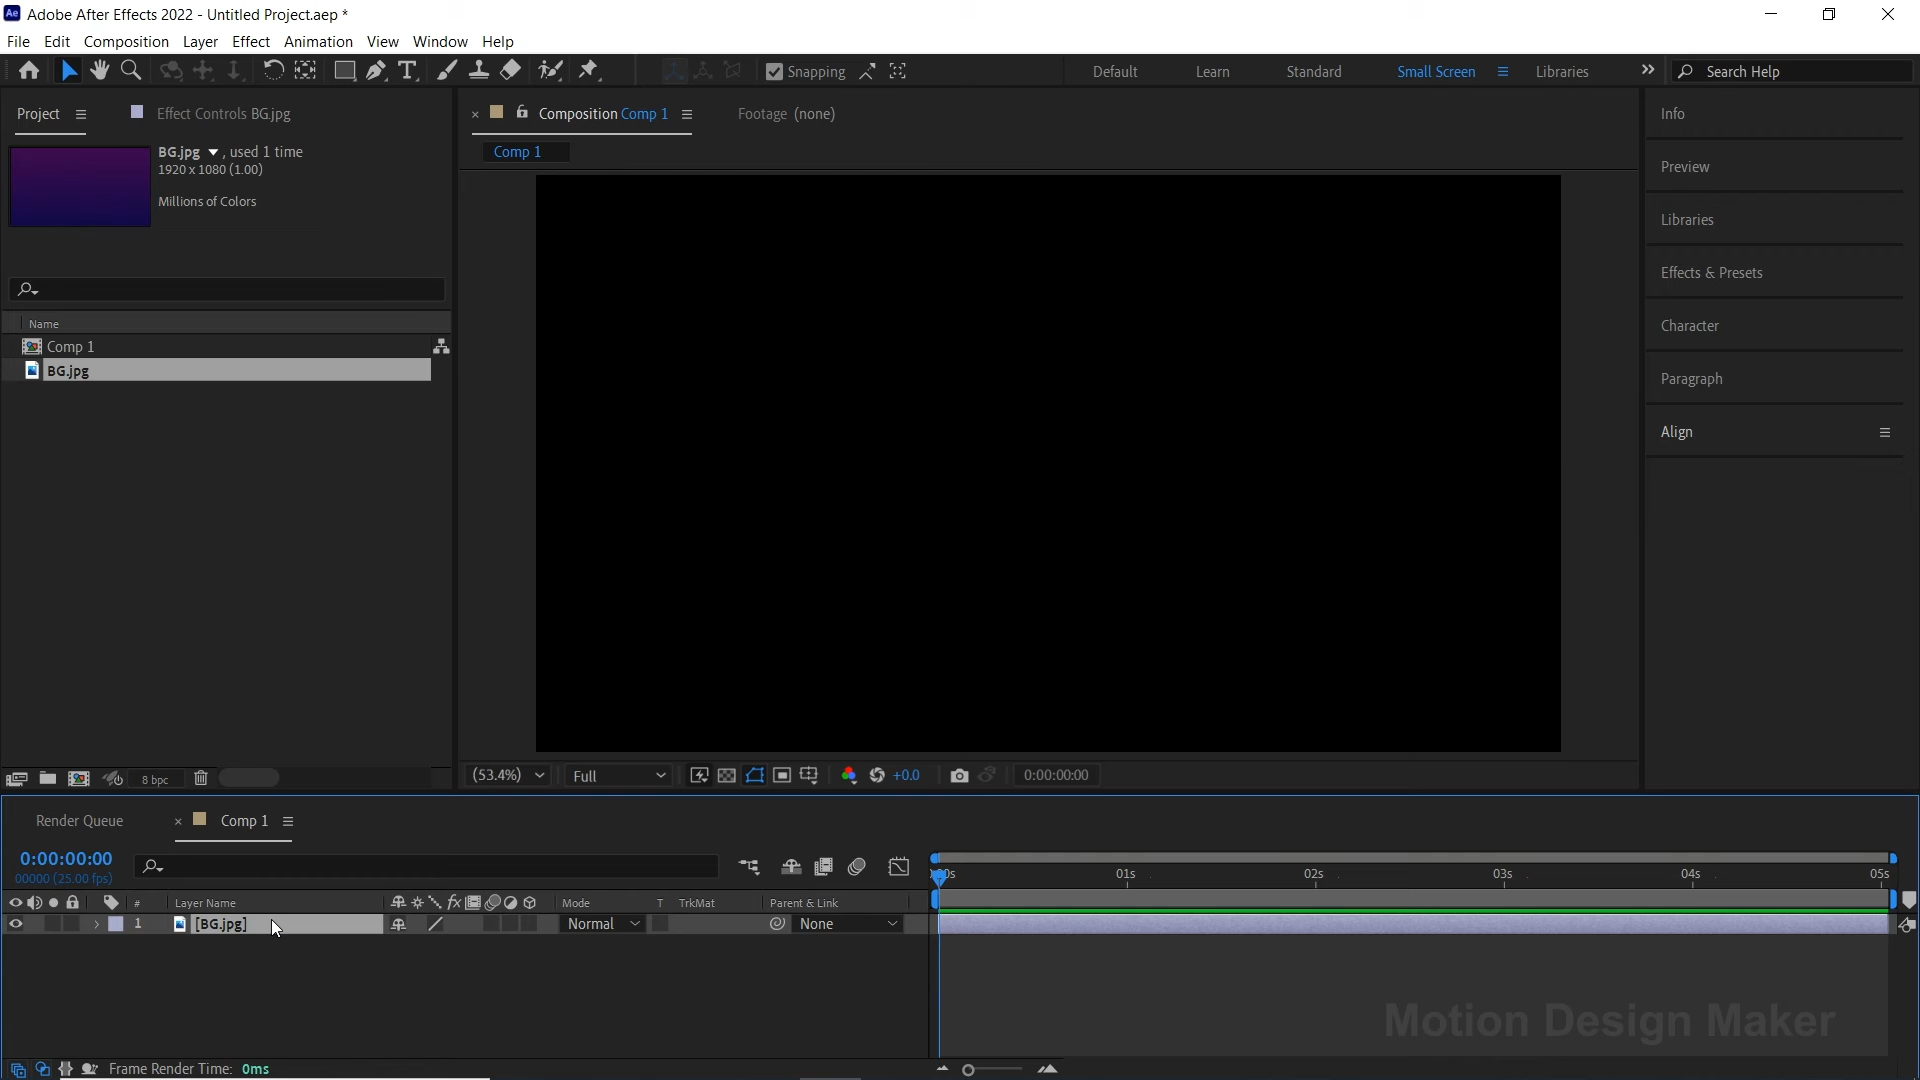 Ae Adobe After Effects 2022 - Untitled Project.aep *
File Edit Composition Layer Effect Animation View Window Help
Snapping Default Learn Standard Small Screen Libraries Search Help
Project Effect Controls BG.jpg Composition Comp 1 Footage (none) Info
BG.jpg , used 1 time
1920 x 1080 (1.00)
Millions of Colors
Comp 1
Preview
Libraries
Effects & Presets
Character
Paragraph
Align
Name
Comp 1
BG.jpg
8 bpc
(53.4%) Full +0.0 0:00:00:00
Render Queue Comp 1
0:00:00:00
00000 (25.00 fps)
01s 02s 03s 04s 05s
# Layer Name Mode T TrkMat Parent & Link
1 [BG.jpg] Normal None
Motion Design Maker
Frame Render Time: 0ms